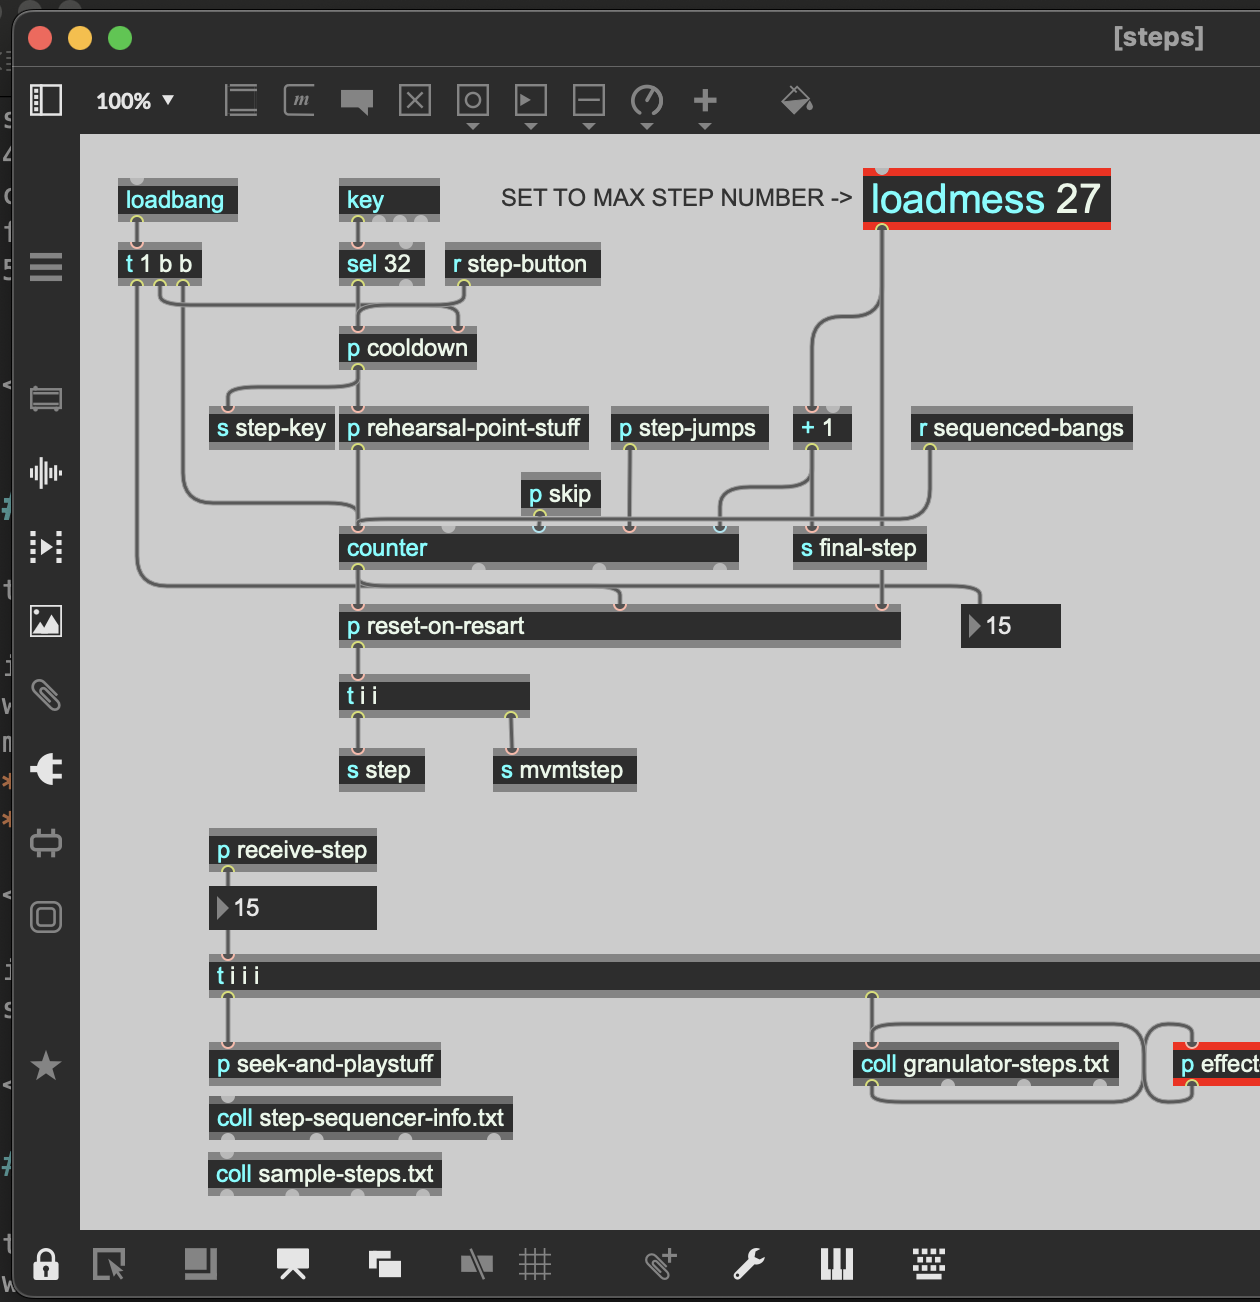 [steps]
100%
m
loadbang
key
SET TO MAX STEP NUMBER ->
loadmess 27
t 1 b b
sel 32
r step-button
p cooldown
s step-key
p rehearsal-point-stuff
p step-jumps
+ 1
r sequenced-bangs
p skip
counter
s final-step
p reset-on-resart
15
t i i
s step
s mvmtstep
p receive-step
15
t i i i
p seek-and-playstuff
coll granulator-steps.txt
p effect
coll step-sequencer-info.txt
coll sample-steps.txt